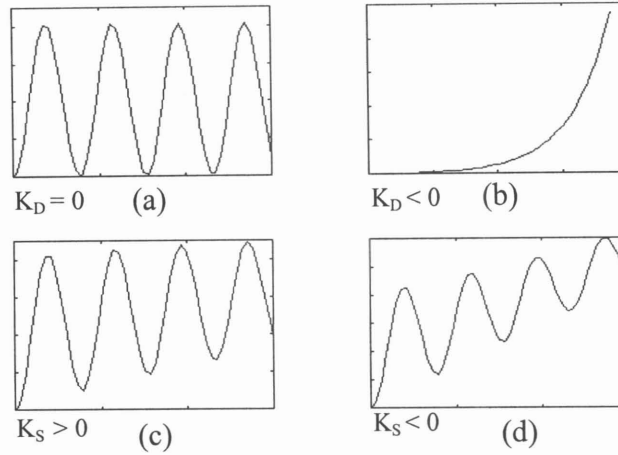 K_D = 0 (a)
K_D < 0 (b)
K_S > 0 (c)
K_S < 0 (d)